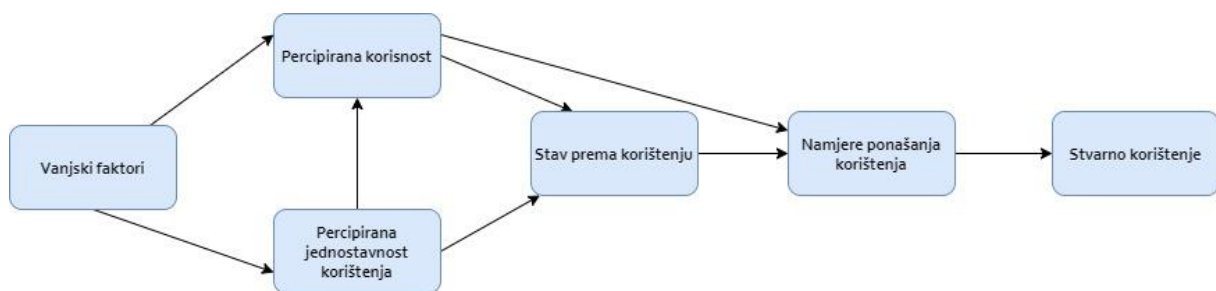 Percipirana korisnost
Vanjski faktori
Stav prema korištenju
Namjere ponašanja
korištenja
Stvarno korištenje
Percipirana
jednostavnost
korištenja